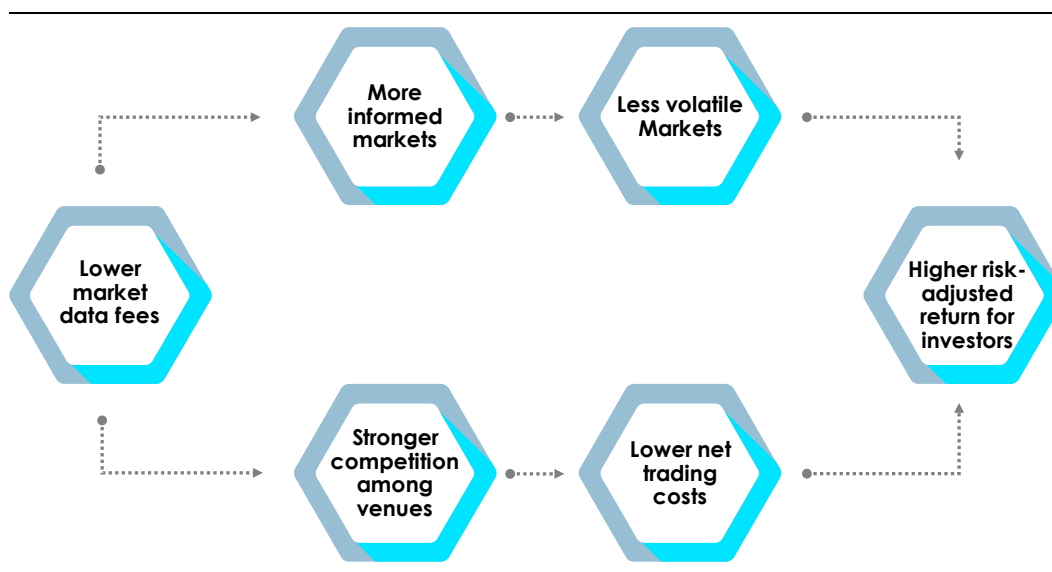 More
informed
markets
Less volatile
Markets
Lower
market
data fees
Higher risk-
adjusted
return for
investors
Stronger
competition
among
venues
Lower net
trading
costs